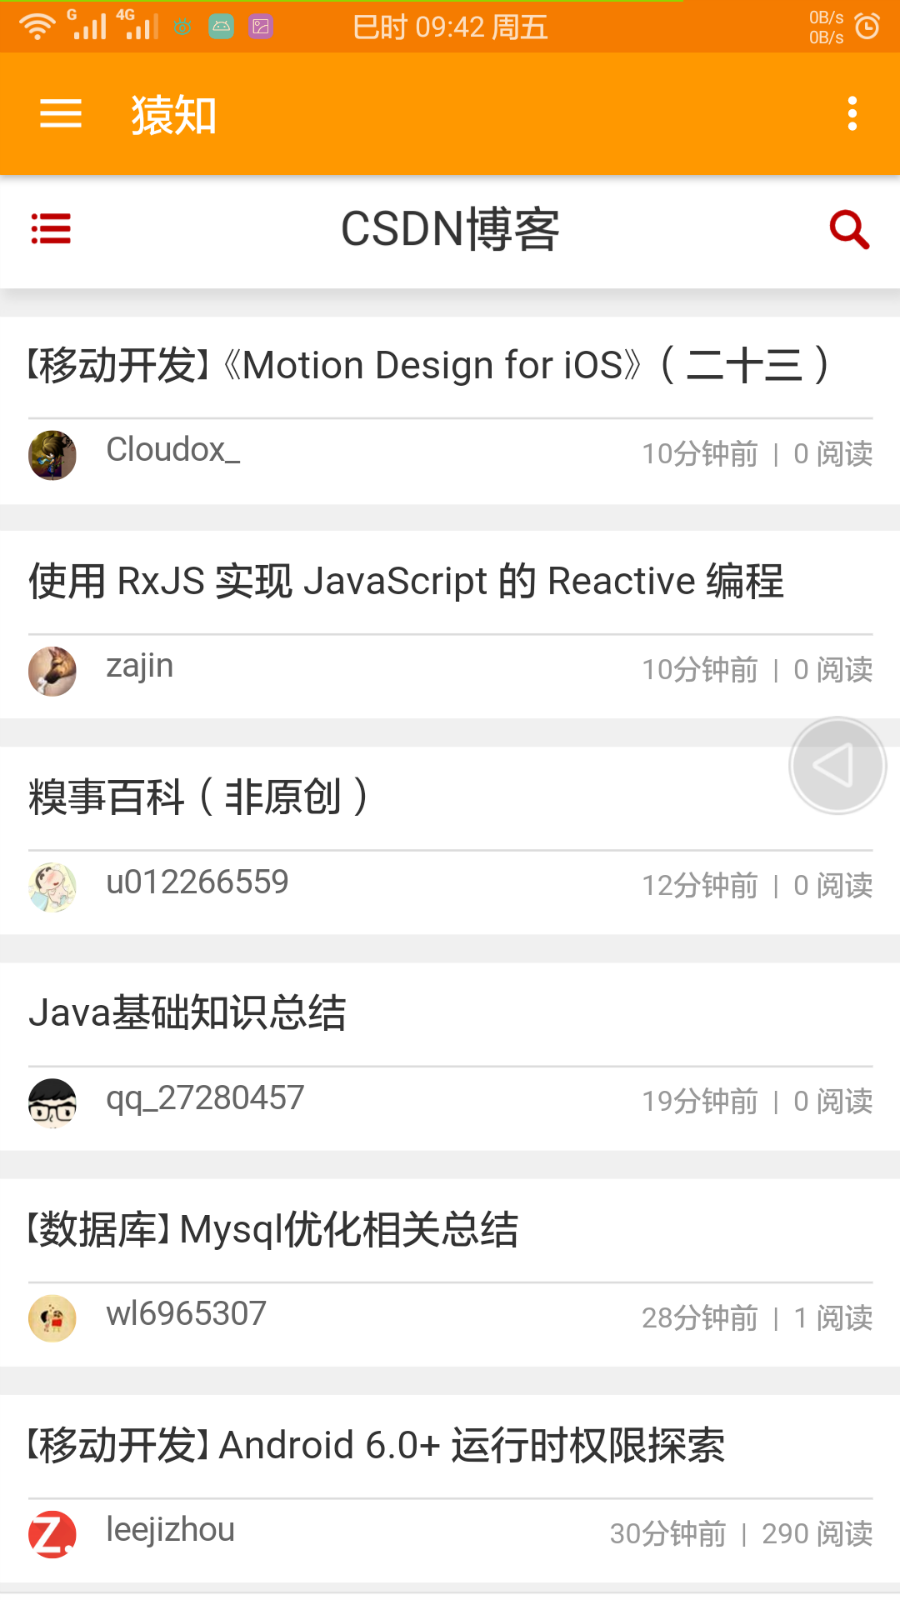 G 4G 巳时 09:42 周五 0B/s
0B/s
猿知
CSDN博客
【移动开发】《Motion Design for iOS》（二十三）
Cloudox_ 10分钟前 | 0 阅读
使用 RxJS 实现 JavaScript 的 Reactive 编程
zajin 10分钟前 | 0 阅读
糗事百科（非原创）
u012266559 12分钟前 | 0 阅读
Java基础知识总结
qq_27280457 19分钟前 | 0 阅读
【数据库】Mysql优化相关总结
wl6965307 28分钟前 | 1 阅读
【移动开发】Android 6.0+ 运行时权限探索
Z.
leejizhou 30分钟前 | 290 阅读